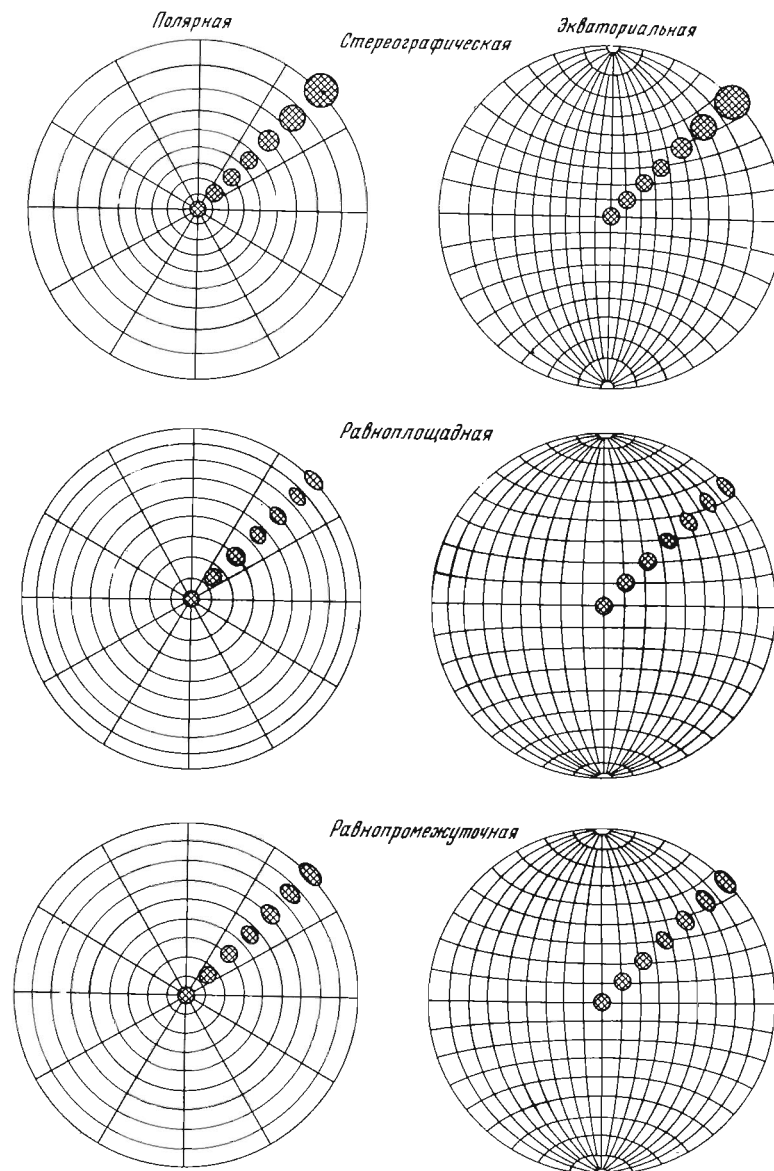 Полярная
Экваториальная
Стереографическая
Равноплощадная
Равнопромежуточная